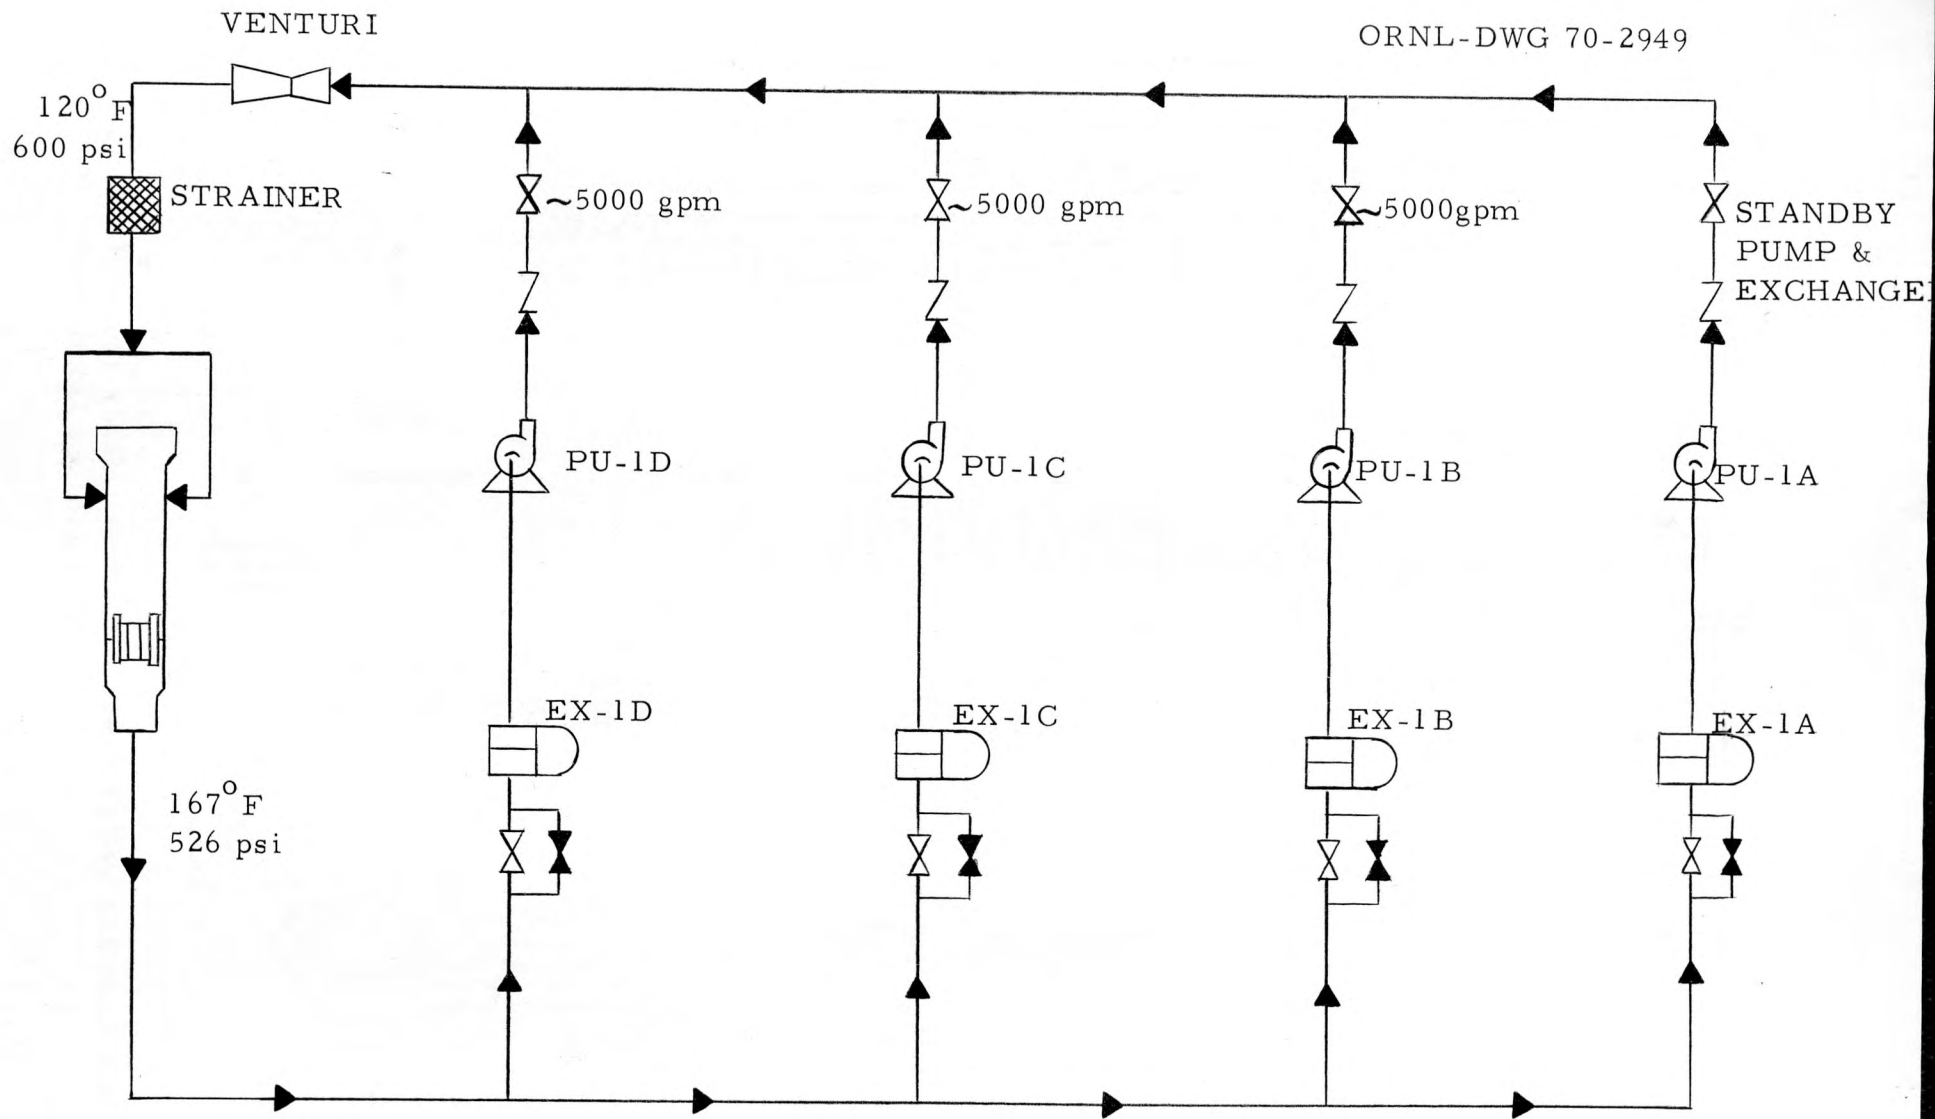 VENTURI
ORNL-DWG 70-2949
120°F
600 psi
STRAINER
~5000 gpm
~5000 gpm
~5000gpm
STANDBY
PUMP &
EXCHANGE
PU-1D
PU-1C
PU-1B
PU-1A
EX-1D
EX-1C
EX-1B
EX-1A
167°F
526 psi